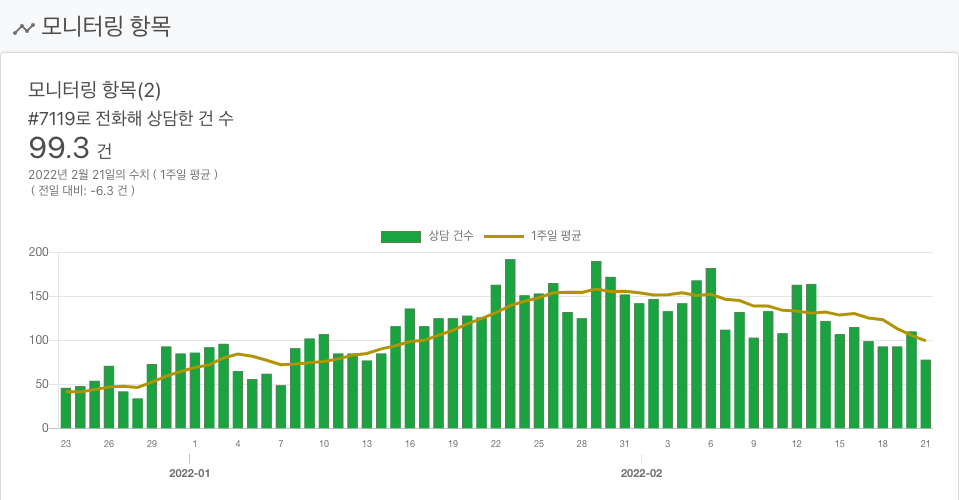 모니터링 항목
모니터링 항목(2)
#7119로 전화해 상담한 건 수
99.3 건
2022년 2월 21일의 수치 ( 1주일 평균 )
( 전일 대비: -6.3 건 )
상담 건수 1주일 평균
200
150
100
50
0
23 26 29 1 4 7 10 13 16 19 22 25 28 31 3 6 9 12 15 18 21
2022-01 2022-02